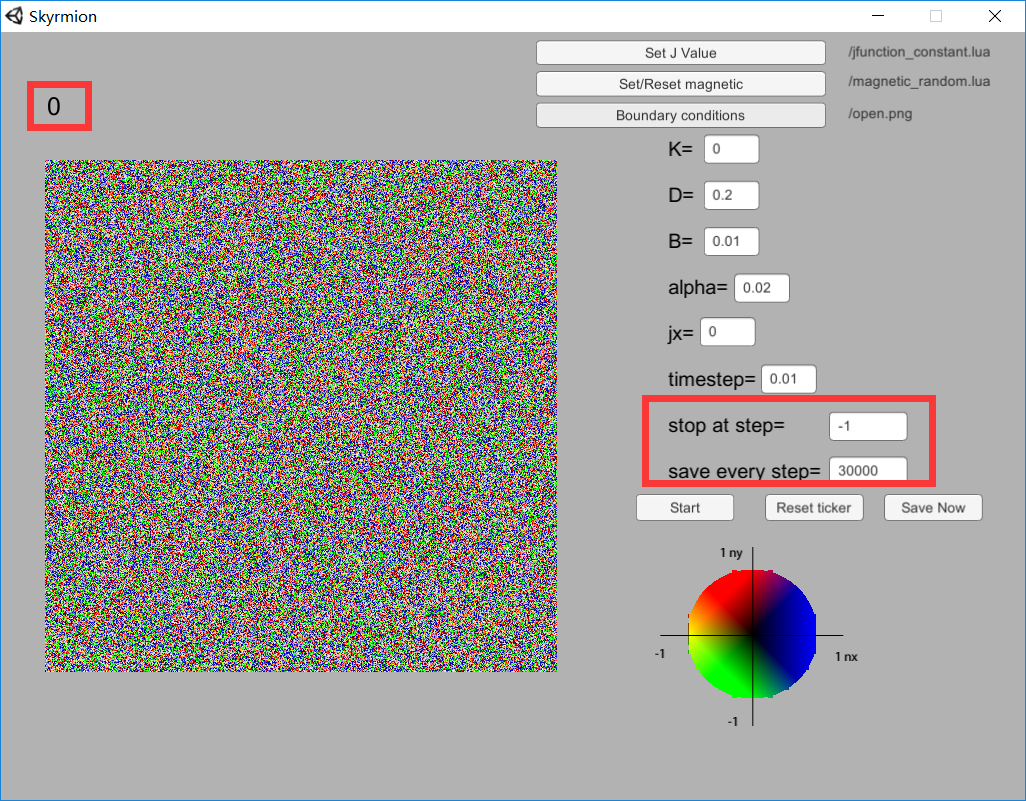 Skyrmion
Set J Value /jfunction_constant.lua
Set/Reset magnetic /magnetic_random.lua
Boundary conditions /open.png
0
K= 0
D= 0.2
B= 0.01
alpha= 0.02
jx= 0
timestep= 0.01
stop at step= -1
save every step= 30000
Start Reset ticker Save Now
1 ny
-1 1 nx
-1